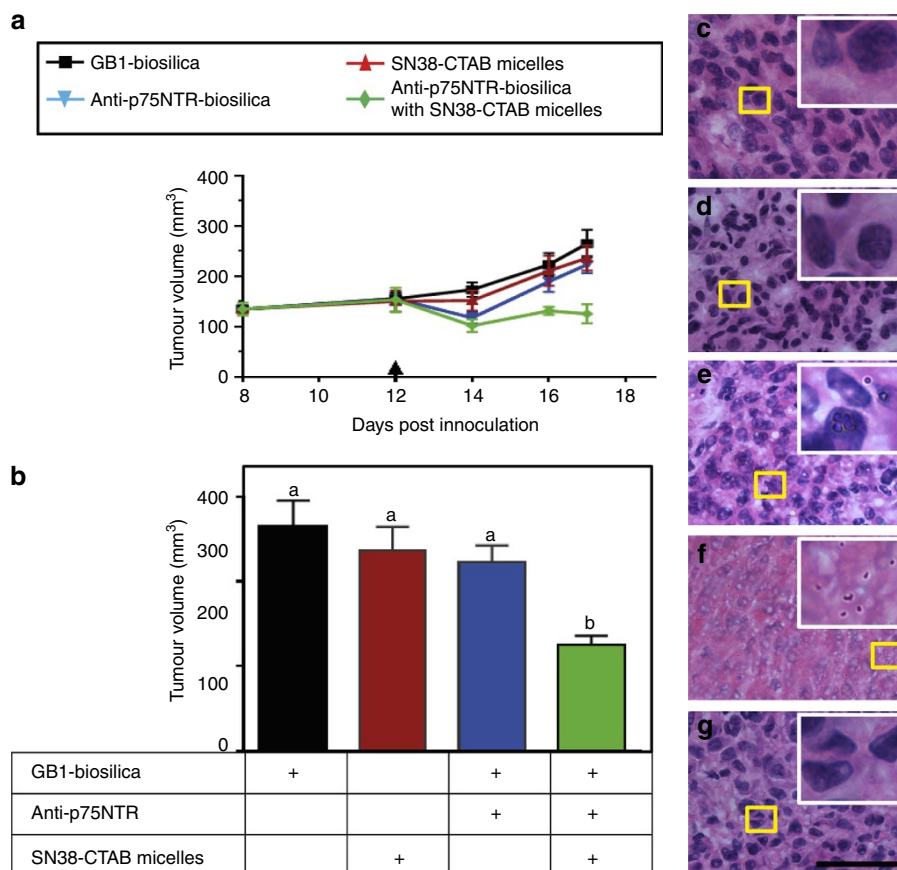 a
GB1-biosilica
SN38-CTAB micelles
Anti-p75NTR-biosilica
Anti-p75NTR-biosilica
with SN38-CTAB micelles
Tumour volume (mm³)
400
300
200
100
0
8
10
12
14
16
18
Days post innoculation
b
Tumour volume (mm³)
400
300
200
100
0
a
a
a
b
GB1-biosilica + + +
Anti-p75NTR + +
SN38-CTAB micelles + +
c
d
e
f
g